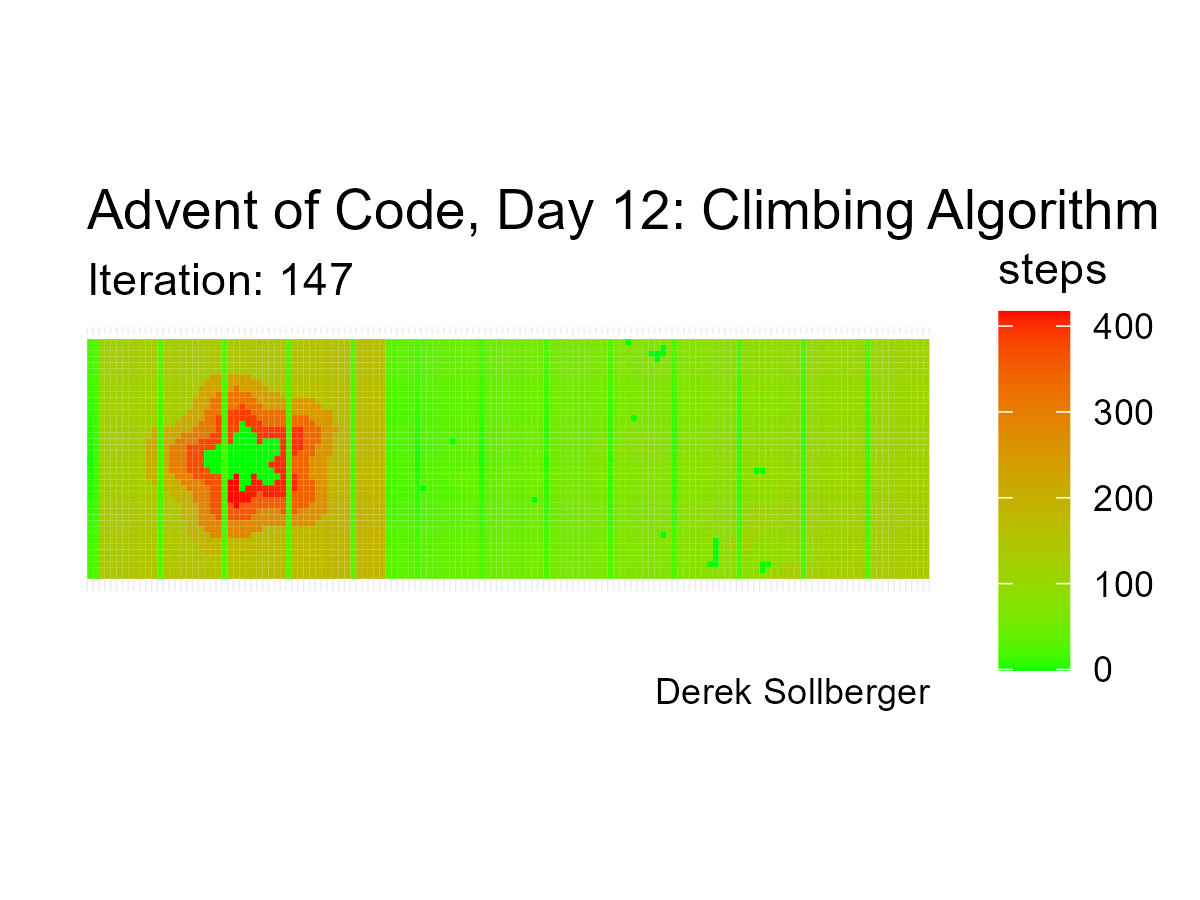 Advent of Code, Day 12: Climbing Algorithm
Iteration: 147
steps
400
300
200
100
0
Derek Sollberger